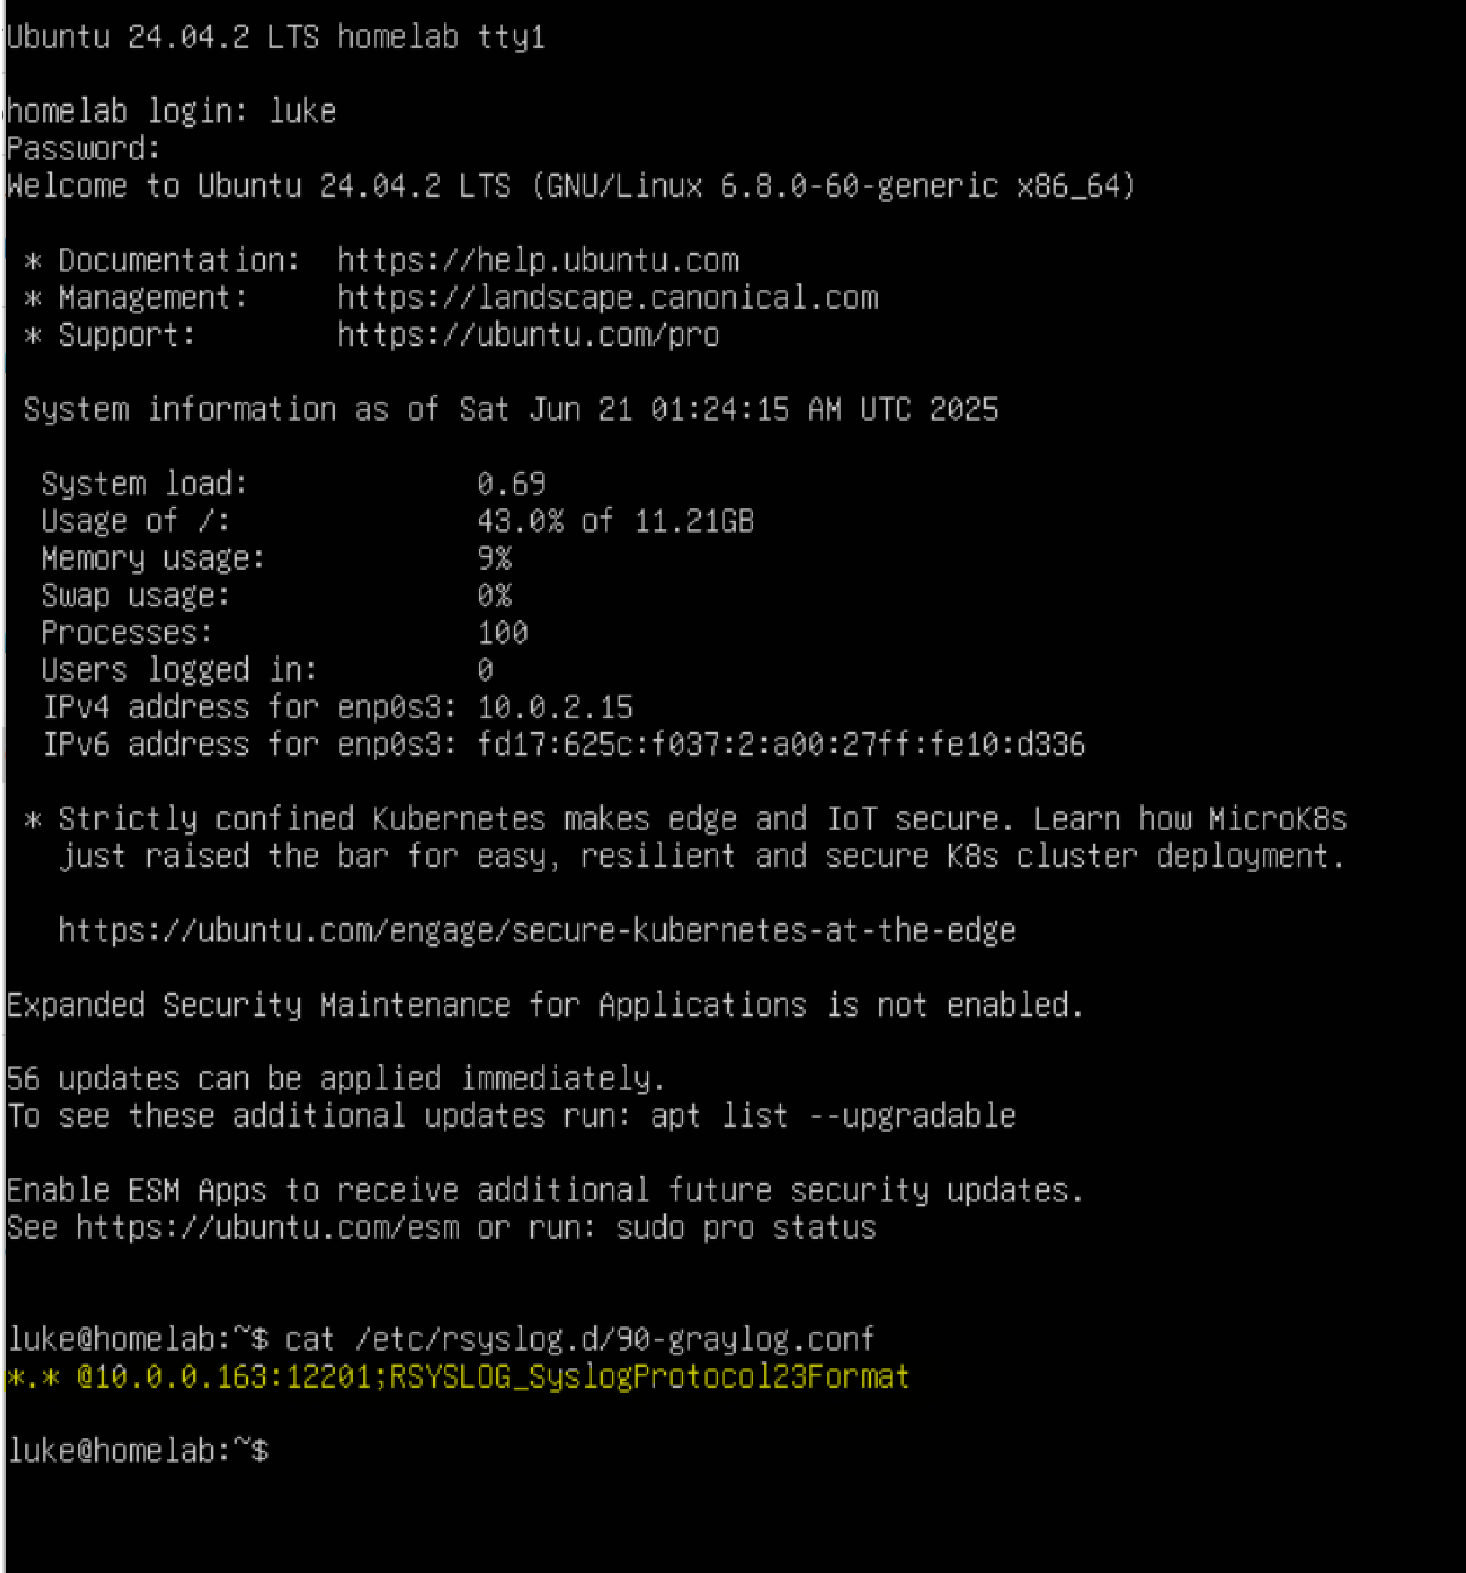 Ubuntu 24.04.2 LTS homelab tty1
homelab login: luke
Password:
Welcome to Ubuntu 24.04.2 LTS (GNU/Linux 6.8.0-60-generic x86_64)
* Documentation:  https://help.ubuntu.com
* Management:     https://landscape.canonical.com
* Support:        https://ubuntu.com/pro
System information as of Sat Jun 21 01:24:15 AM UTC 2025
System load:             0.69
Usage of /:              43.0% of 11.21GB
Memory usage:            9%
Swap usage:              0%
Processes:               100
Users logged in:         0
IPv4 address for enp0s3: 10.0.2.15
IPv6 address for enp0s3: fd17:625c:f037:2:a00:27ff:fe10:d336
* Strictly confined Kubernetes makes edge and IoT secure. Learn how MicroK8s
just raised the bar for easy, resilient and secure K8s cluster deployment.
https://ubuntu.com/engage/secure-kubernetes-at-the-edge
Expanded Security Maintenance for Applications is not enabled.
56 updates can be applied immediately.
To see these additional updates run: apt list --upgradable
Enable ESM Apps to receive additional future security updates.
See https://ubuntu.com/esm or run: sudo pro status
luke@homelab:~$ cat /etc/rsyslog.d/90-graylog.conf
*.* @10.0.0.163:12201;RSYSLOG_SyslogProtocol23Format
luke@homelab:~$